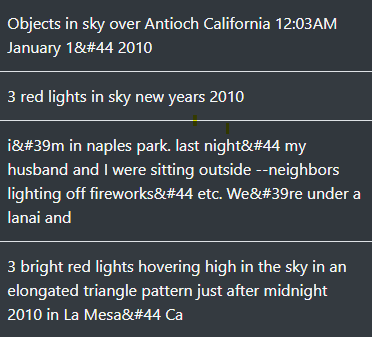 Objects in sky over Antioch California 12:03AM
January 1&#44 2010
3 red lights in sky new years 2010
i&#39m in naples park. last night&#44 my
husband and I were sitting outside --neighbors
lighting off fireworks&#44 etc. We&#39re under a
lanai and
3 bright red lights hovering high in the sky in an
elongated triangle pattern just after midnight
2010 in La Mesa&#44 Ca